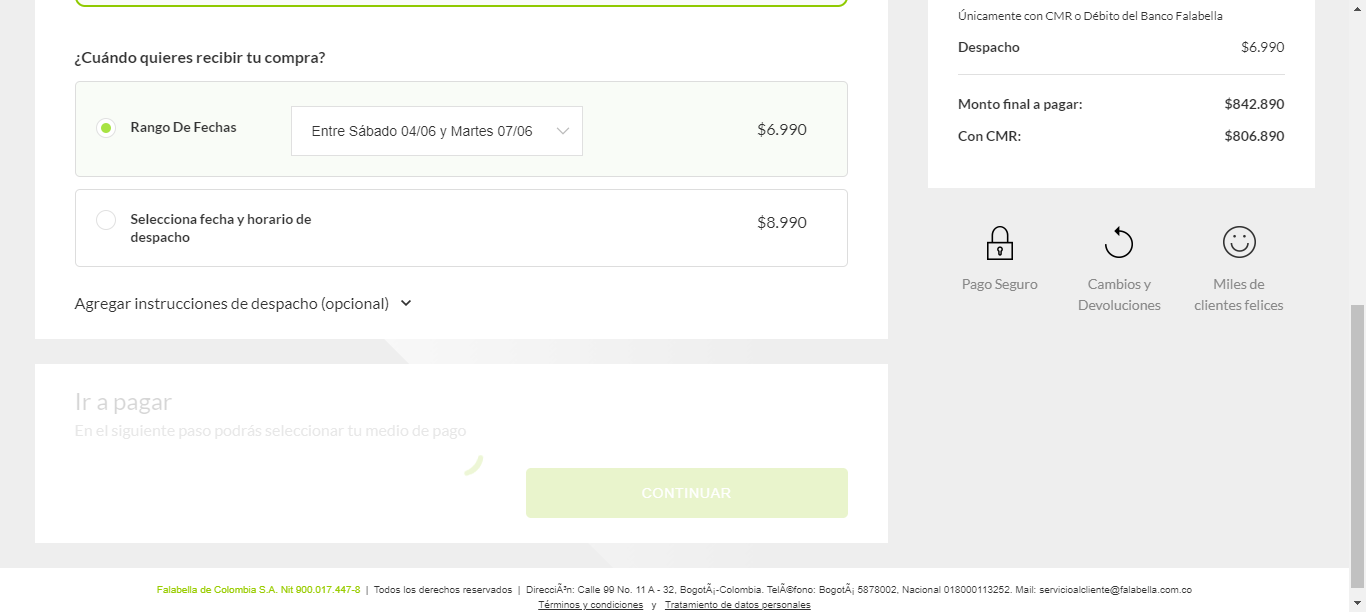 ¿Cuándo quieres recibir tu compra?
Rango De Fechas
Entre Sábado 04/06 y Martes 07/06
$6.990
Selecciona fecha y horario de
despacho
$8.990
Agregar instrucciones de despacho (opcional)
Ir a pagar
En el siguiente paso podrás seleccionar tu medio de pago
CONTINUAR
Únicamente con CMR o Débito del Banco Falabella
Despacho $6.990
Monto final a pagar: $842.890
Con CMR: $806.890
Pago Seguro
Cambios y
Devoluciones
Miles de
clientes felices
Falabella de Colombia S.A. Nit 900.017.447-8 | Todos los derechos reservados | DirecciÃ³n: Calle 99 No. 11 A - 32, BogotÃ¡-Colombia. TelÃ©fono: BogotÃ¡ 5878002, Nacional 018000113252. Mail: servicioalcliente@falabella.com.co
Términos y condiciones y Tratamiento de datos personales